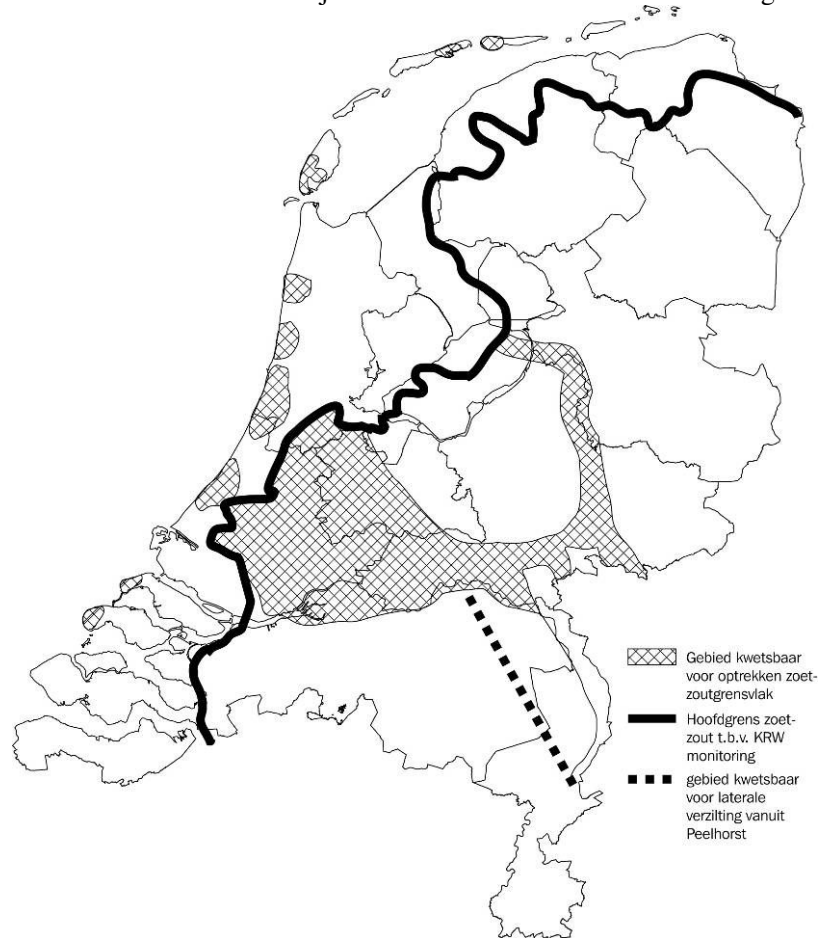 Gebied kwetsbaar
voor optrekken zoet-
zoutgrensvlak
Hoofdgrens zoet-
zout t.b.v. KRW
monitoring
gebied kwetsbaar
voor laterale
verzilting vanuit
Peelhorst